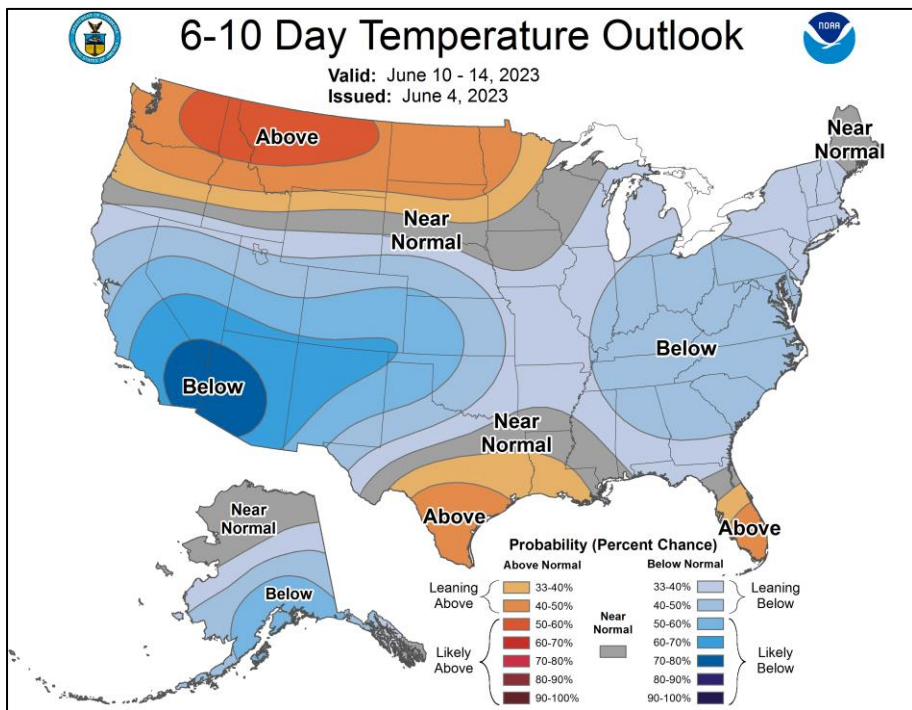 6-10 Day Temperature Outlook
NOAA
Valid: June 10 - 14, 2023
Issued: June 4, 2023
Above
Near
Normal
Near
Normal
Below
Below
Near
Normal
Near
Normal
Below
Above
Above
Probability (Percent Chance)
Above Normal
Below Normal
Leaning
Above
33-40%
40-50%
Likely
Above
50-60%
60-70%
70-80%
80-90%
90-100%
Near
Normal
33-40%
40-50%
Leaning
Below
50-60%
60-70%
70-80%
80-90%
90-100%
Likely
Below